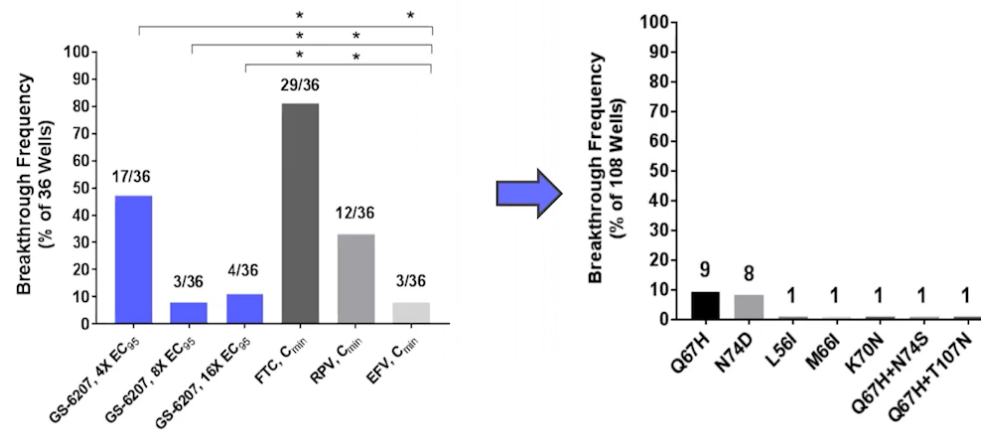 * *
* *
* *
Breakthrough Frequency
(% of 36 Wells)
100
90
80
70
60
50
40
30
20
10
0
17/36
3/36
4/36
29/36
12/36
3/36
GS-6207, 4X EC95
GS-6207, 8X EC95
GS-6207, 16X EC95
FTC, Cmin
RPV, Cmin
EFV, Cmin
Breakthrough Frequency
(% of 108 Wells)
100
90
80
70
60
50
40
30
20
10
0
9
8
1
1
1
1
1
Q67H
N74D
L56I
M66I
K70N
Q67H+N74S
Q67H+T107N